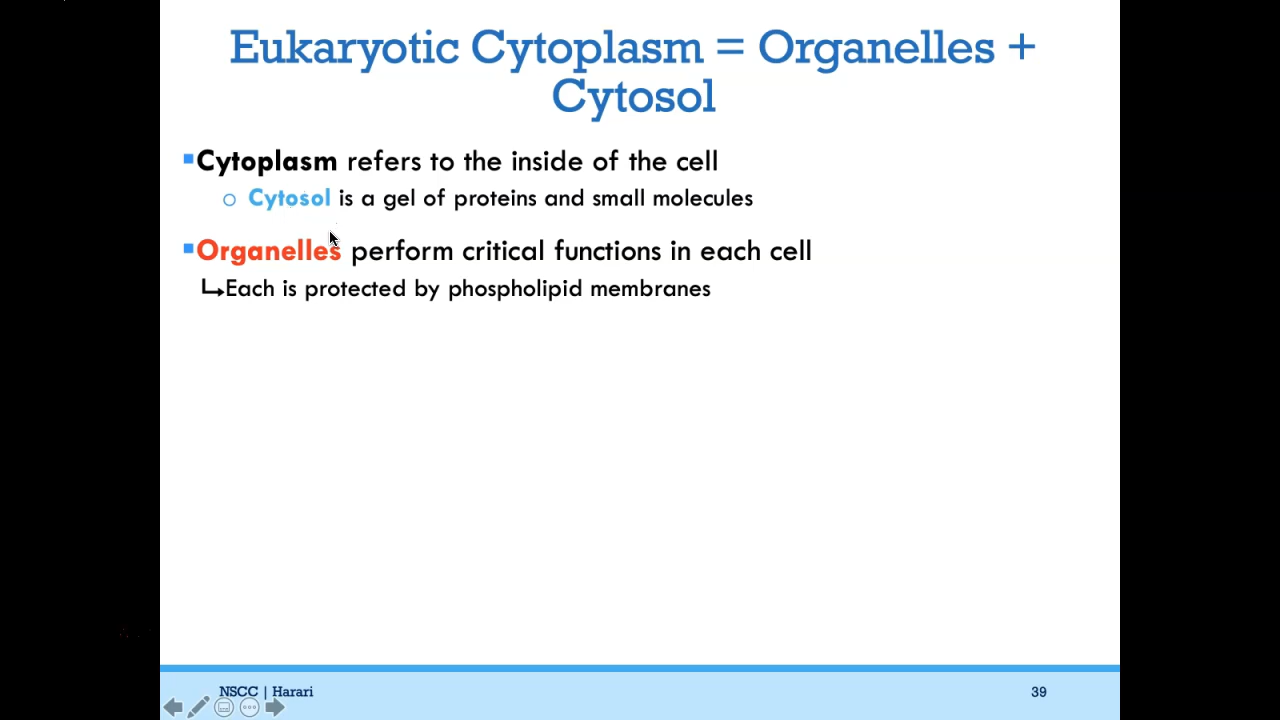 Eukaryotic Cytoplasm = Organelles +
Cytosol
Cytoplasm refers to the inside of the cell
Cytosol is a gel of proteins and small molecules
Organelles perform critical functions in each cell
Each is protected by phospholipid membranes
NSCC | Harari
39